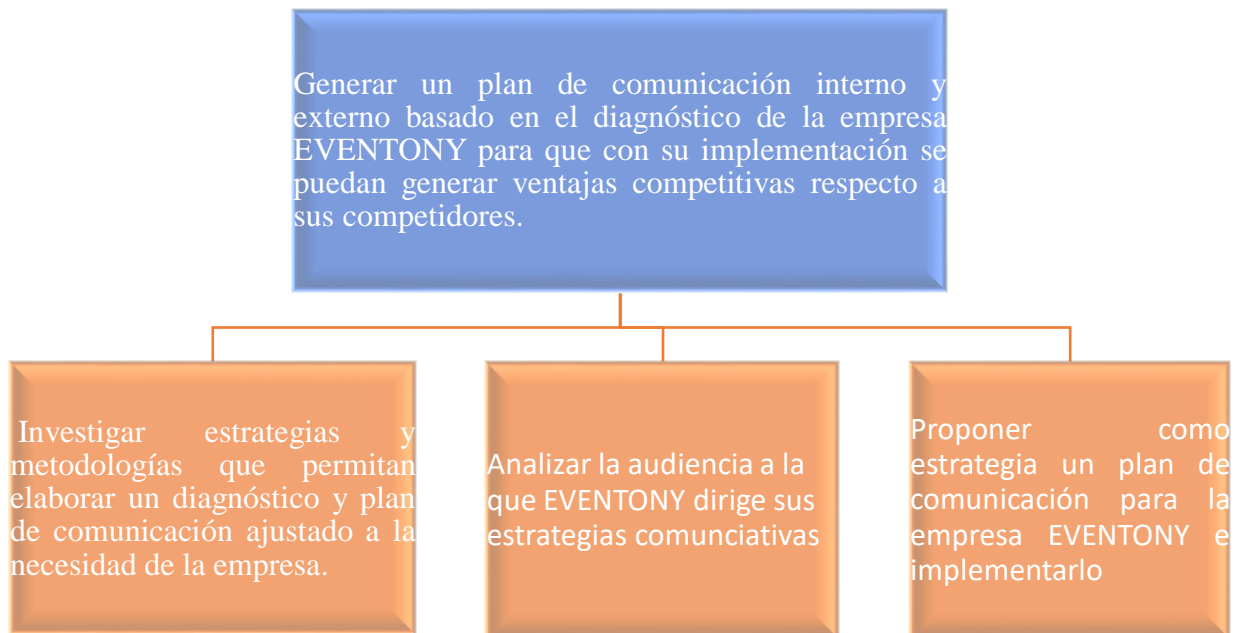 Generar un plan de comunicación interno y
externo basado en el diagnóstico de la empresa
EVENTONY para que con su implementación se
puedan generar ventajas competitivas respecto a
sus competidores.
Investigar estrategias y
metodologías que permitan
elaborar un diagnóstico y plan
de comunicación ajustado a la
necesidad de la empresa.
Analizar la audiencia a la
que EVENTONY dirige sus
estrategias comunciativas
Proponer como
estrategia un plan de
comunicación para la
empresa EVENTONY e
implementarlo